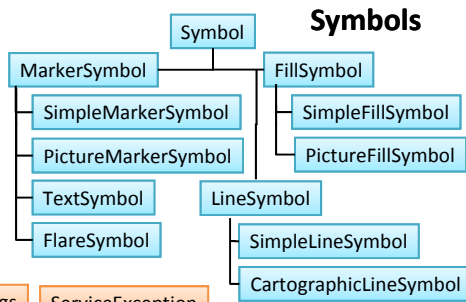 Symbols
Symbol
MarkerSymbol
FillSymbol
SimpleMarkerSymbol
SimpleFillSymbol
PictureMarkerSymbol
PictureFillSymbol
TextSymbol
LineSymbol
FlareSymbol
SimpleLineSymbol
CartographicLineSymbol
ServiceException